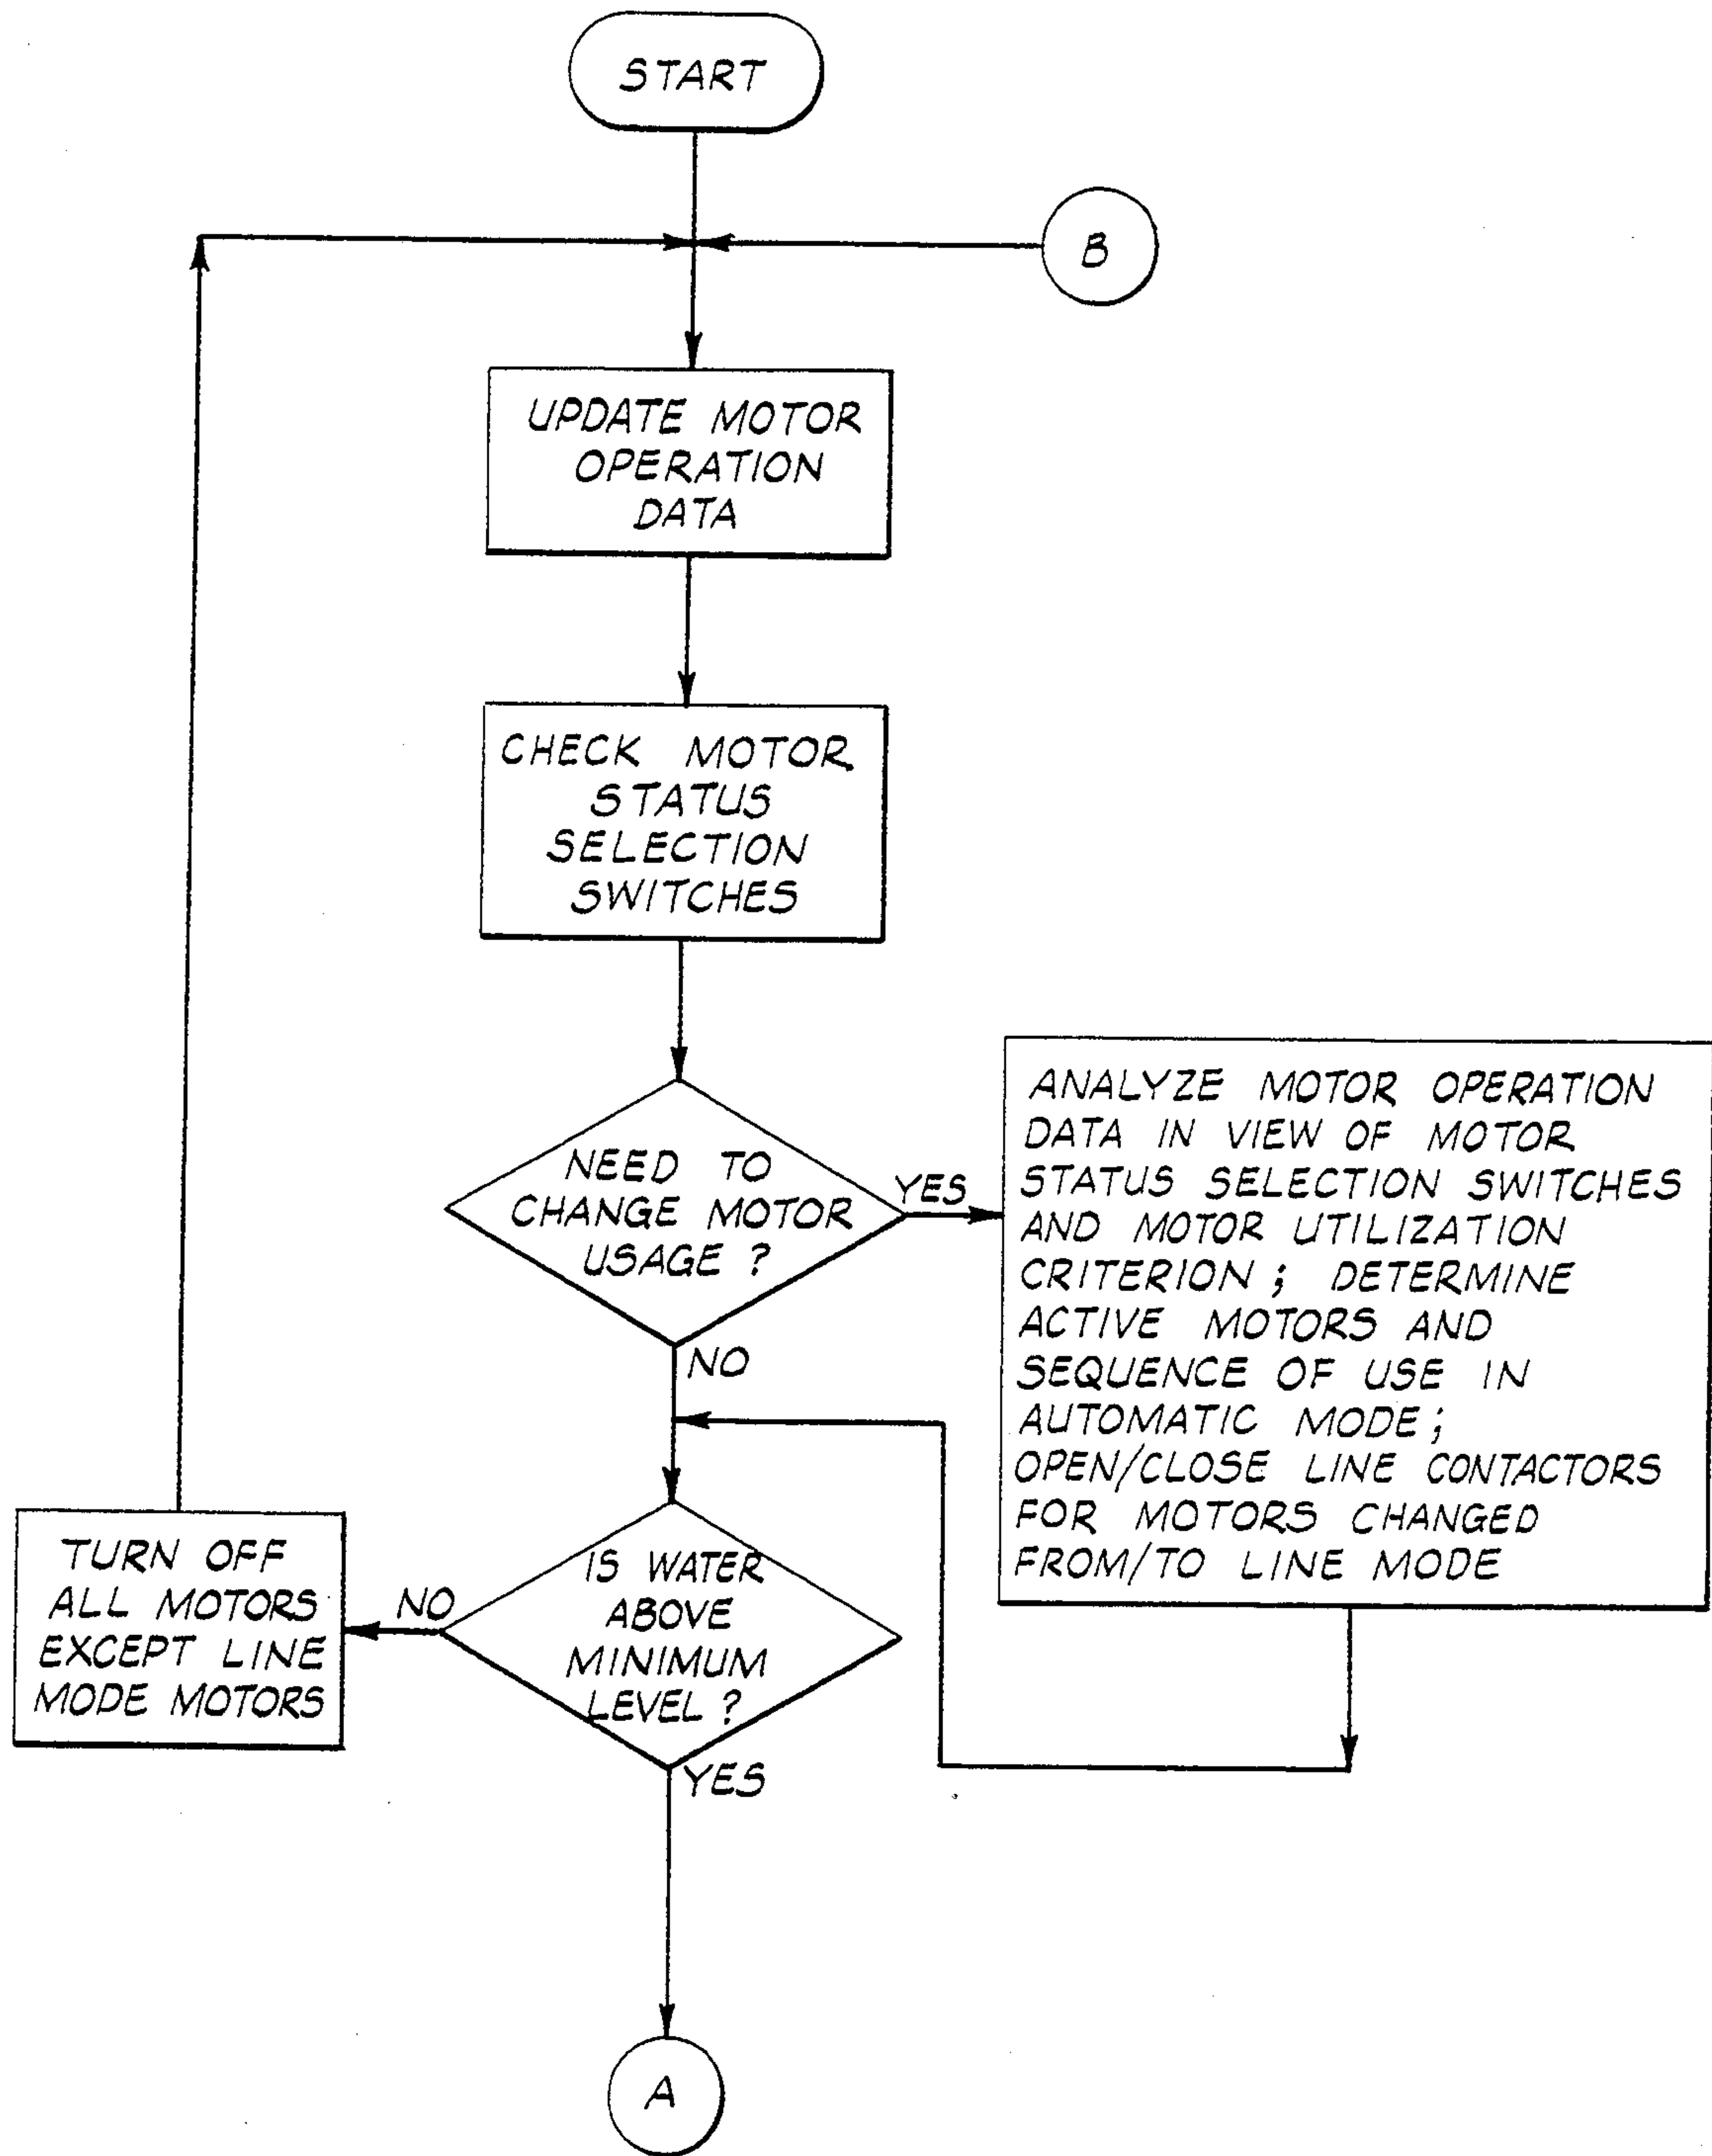 START
B
UPDATE MOTOR
OPERATION
DATA
CHECK MOTOR
STATUS
SELECTION
SWITCHES
NEED TO
CHANGE MOTOR
USAGE ?
YES
NO
ANALYZE MOTOR OPERATION
DATA IN VIEW OF MOTOR
STATUS SELECTION SWITCHES
AND MOTOR UTILIZATION
CRITERION ; DETERMINE
ACTIVE MOTORS AND
SEQUENCE OF USE IN
AUTOMATIC MODE ;
OPEN/CLOSE LINE CONTACTORS
FOR MOTORS CHANGED
FROM/TO LINE MODE
IS WATER
ABOVE
MINIMUM
LEVEL ?
NO
TURN OFF
ALL MOTORS
EXCEPT LINE
MODE MOTORS
YES
A